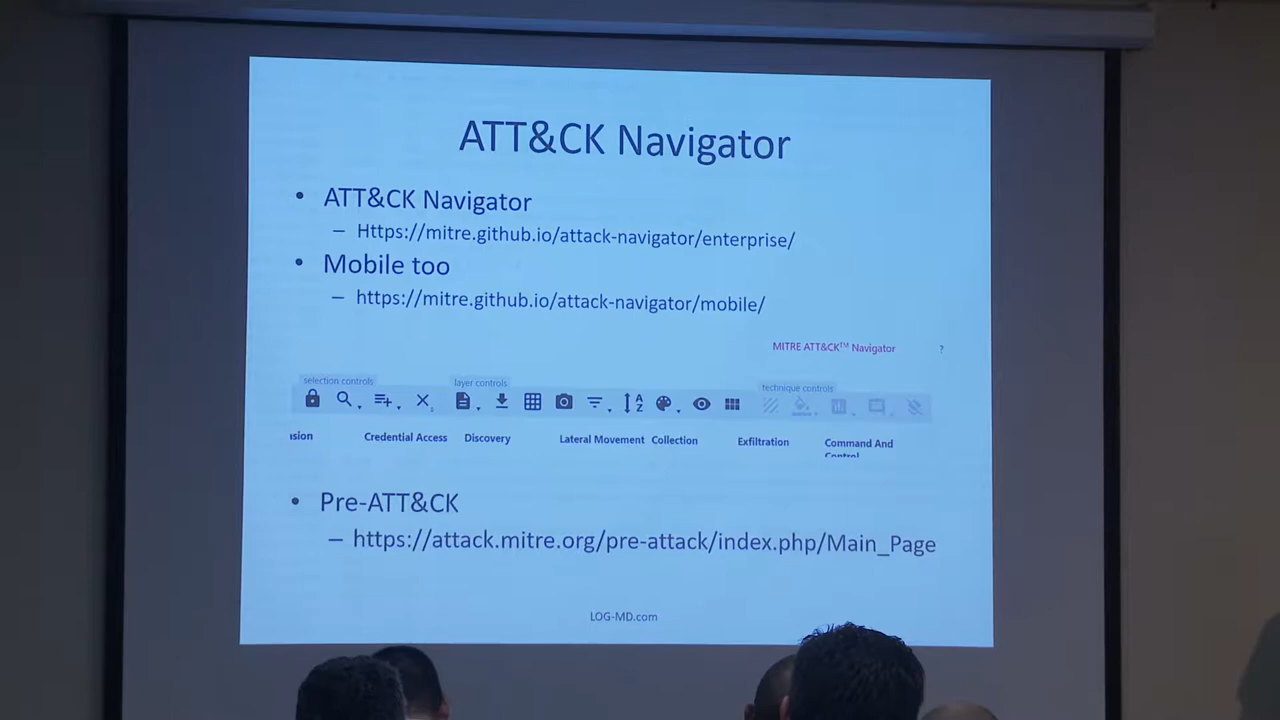 ATT&CK Navigator
• ATT&CK Navigator
– Https://mitre.github.io/attack-navigator/enterprise/
• Mobile too
– https://mitre.github.io/attack-navigator/mobile/
MITRE ATT&CK™ Navigator ?
selection controls layer controls technique controls
ision Credential Access Discovery Lateral Movement Collection Exfiltration Command And
Control
• Pre-ATT&CK
– https://attack.mitre.org/pre-attack/index.php/Main_Page
LOG-MD.com